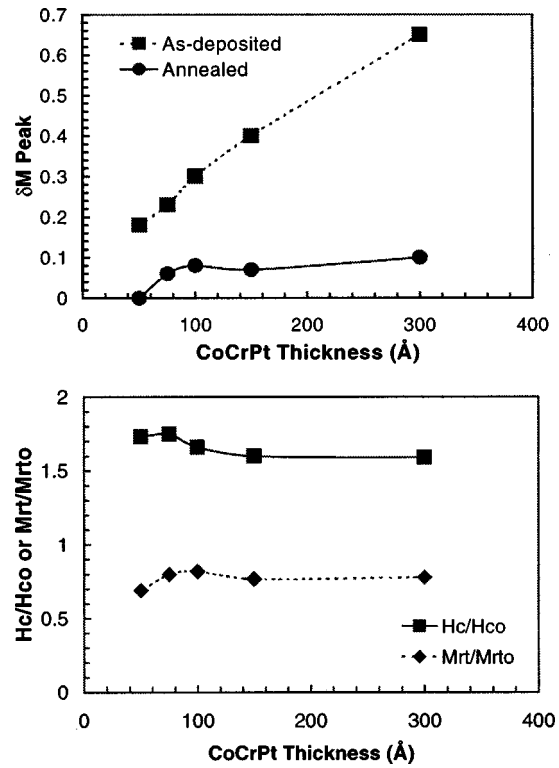 0.7
0.6
0.5
0.4
0.3
0.2
0.1
0
δM Peak
As-deposited
Annealed
0 100 200 300 400
CoCrPt Thickness (Å)
2
1.5
1
0.5
0
Hc/Hco or Mrt/Mrto
Hc/Hco
Mrt/Mrto
0 100 200 300 400
CoCrPt Thickness (Å)